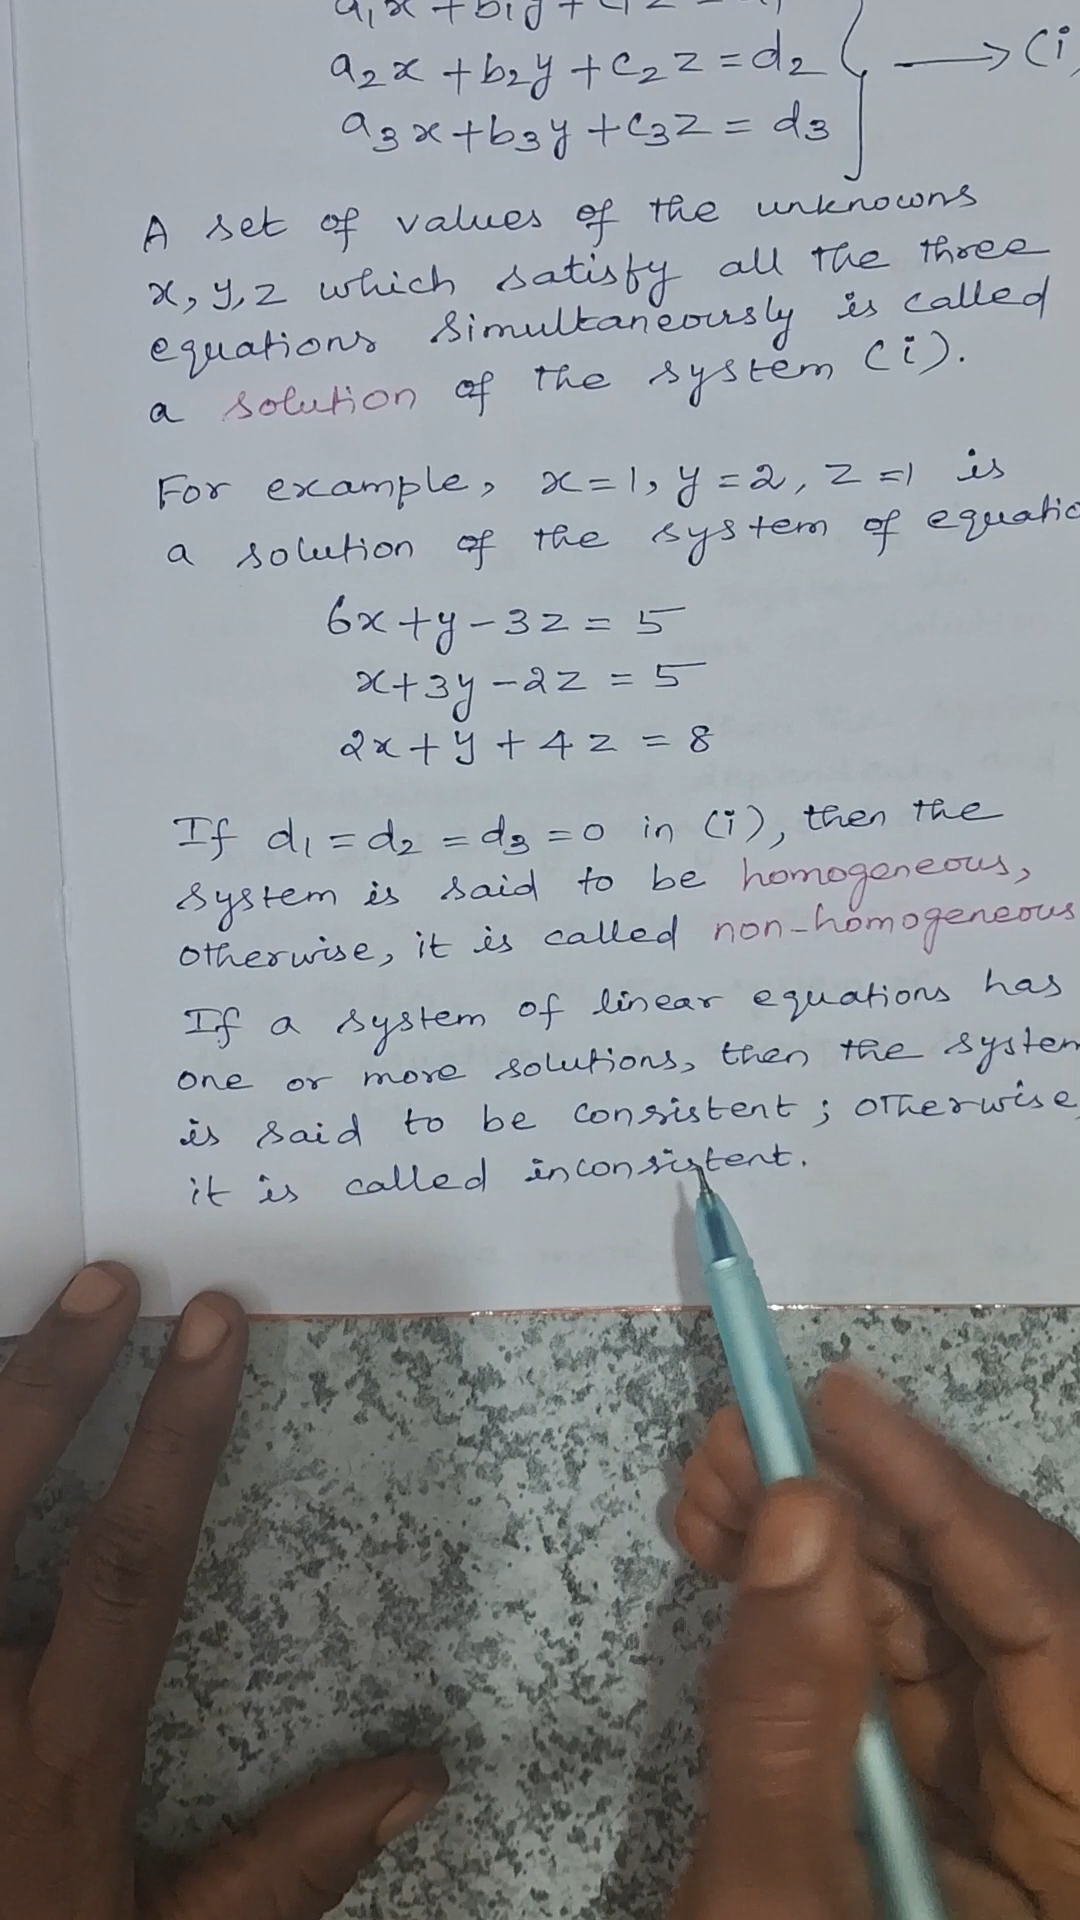 a₂x + b₂y + c₂z = d₂ ⟶ (i
a₃x + b₃y + c₃z = d₃
A set of values of the unknowns
x, y, z which satisfy all the three
equations simultaneously is called
a solution of the system (i).
For example, x = 1, y = 2, z = 1 is
a solution of the system of equatio
6x + y - 3z = 5
x + 3y - 2z = 5
2x + y + 4z = 8
If d₁ = d₂ = d₃ = 0 in (i), then the
system is said to be homogeneous,
otherwise, it is called non-homogeneous
If a system of linear equations has
one or more solutions, then the system
is said to be consistent; otherwise,
it is called inconsistent.